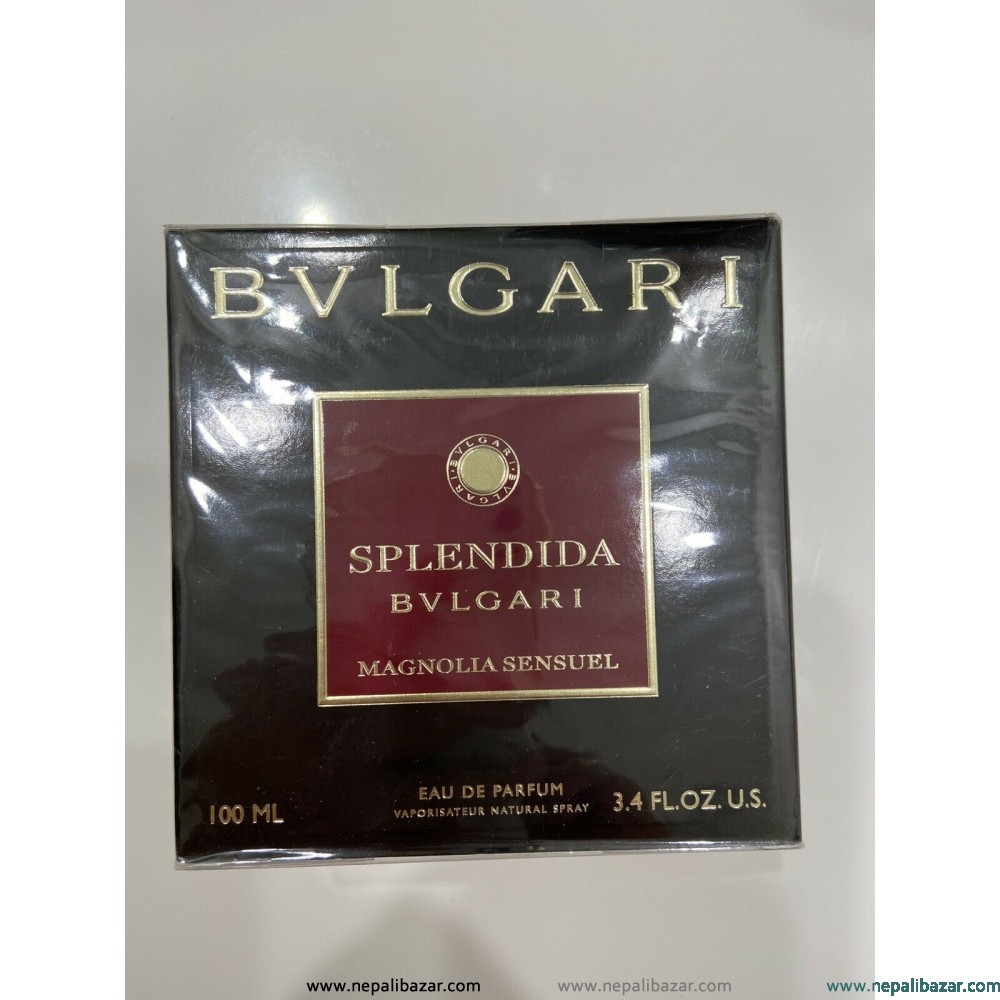 BVLGARI
BVLGARI · BVLGARI ·
SPLENDIDA
BVLGARI
MAGNOLIA SENSUEL
EAU DE PARFUM
VAPORISATEUR NATURAL SPRAY
100 ML
3.4 FL.OZ. U.S.
www.nepalibazar.com
www.nepalibazar.com
www.nepalibazar.com